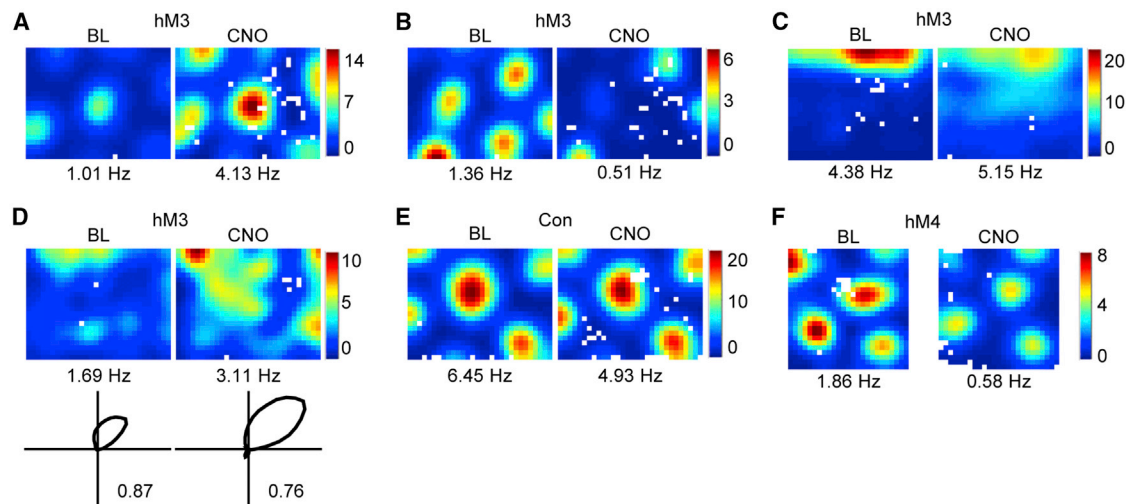 A hM3 B hM3 C hM3
BL CNO BL CNO BL CNO
14 7 0
6 3 0
20 10 0
1.01 Hz 4.13 Hz 1.36 Hz 0.51 Hz 4.38 Hz 5.15 Hz
D hM3 E Con F hM4
BL CNO BL CNO BL CNO
10 5 0
20 10 0
8 4 0
1.69 Hz 3.11 Hz 6.45 Hz 4.93 Hz 1.86 Hz 0.58 Hz
0.87 0.76